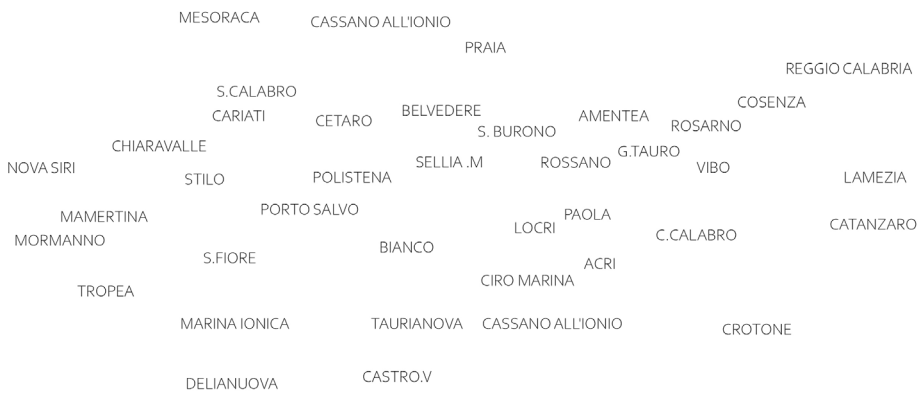 MESORACA
CASSANO ALL'IONIO
PRAIA
REGGIO CALABRIA
S.CALABRO
COSENZA
BELVEDERE
CARIATI
AMENTEA
CETARO
ROSARNO
S. BURONO
CHIARAVALLE
G.TAURO
SELLIA .M
ROSSANO
NOVA SIRI
VIBO
STILO
POLISTENA
LAMEZIA
PORTO SALVO
PAOLA
MAMERTINA
CATANZARO
LOCRI
C.CALABRO
MORMANNO
BIANCO
S.FIORE
ACRI
CIRO MARINA
TROPEA
MARINA IONICA
TAURIANOVA
CASSANO ALL'IONIO
CROTONE
CASTRO.V
DELIANUOVA